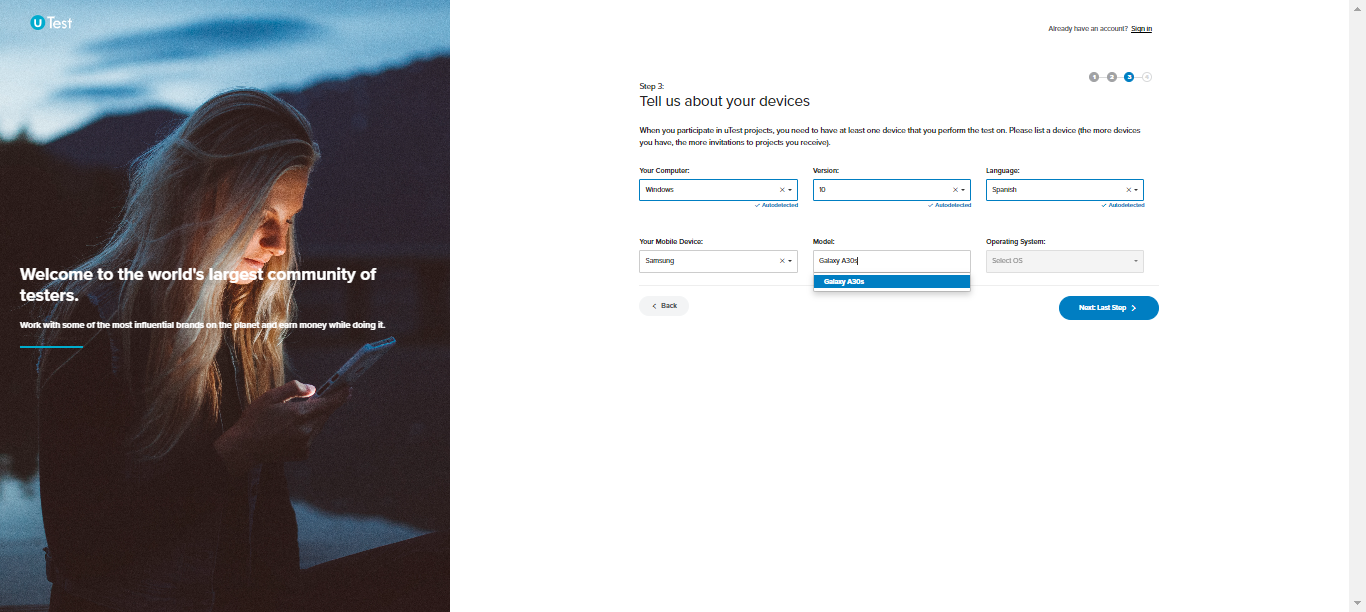 uTest
Welcome to the world's largest community of
testers.
Work with some of the most influential brands on the planet and earn money while doing it.
Already have an account? Sign in
1 2 3 4
Step 3:
Tell us about your devices
When you participate in uTest projects, you need to have at least one device that you perform the test on. Please list a device (the more devices
you have, the more invitations to projects you receive).
Your Computer: Version: Language:
Windows 10 Spanish
Autodetected Autodetected Autodetected
Your Mobile Device: Model: Operating System:
Samsung Galaxy A30s Select OS
Galaxy A30s
Back Next: Last Step